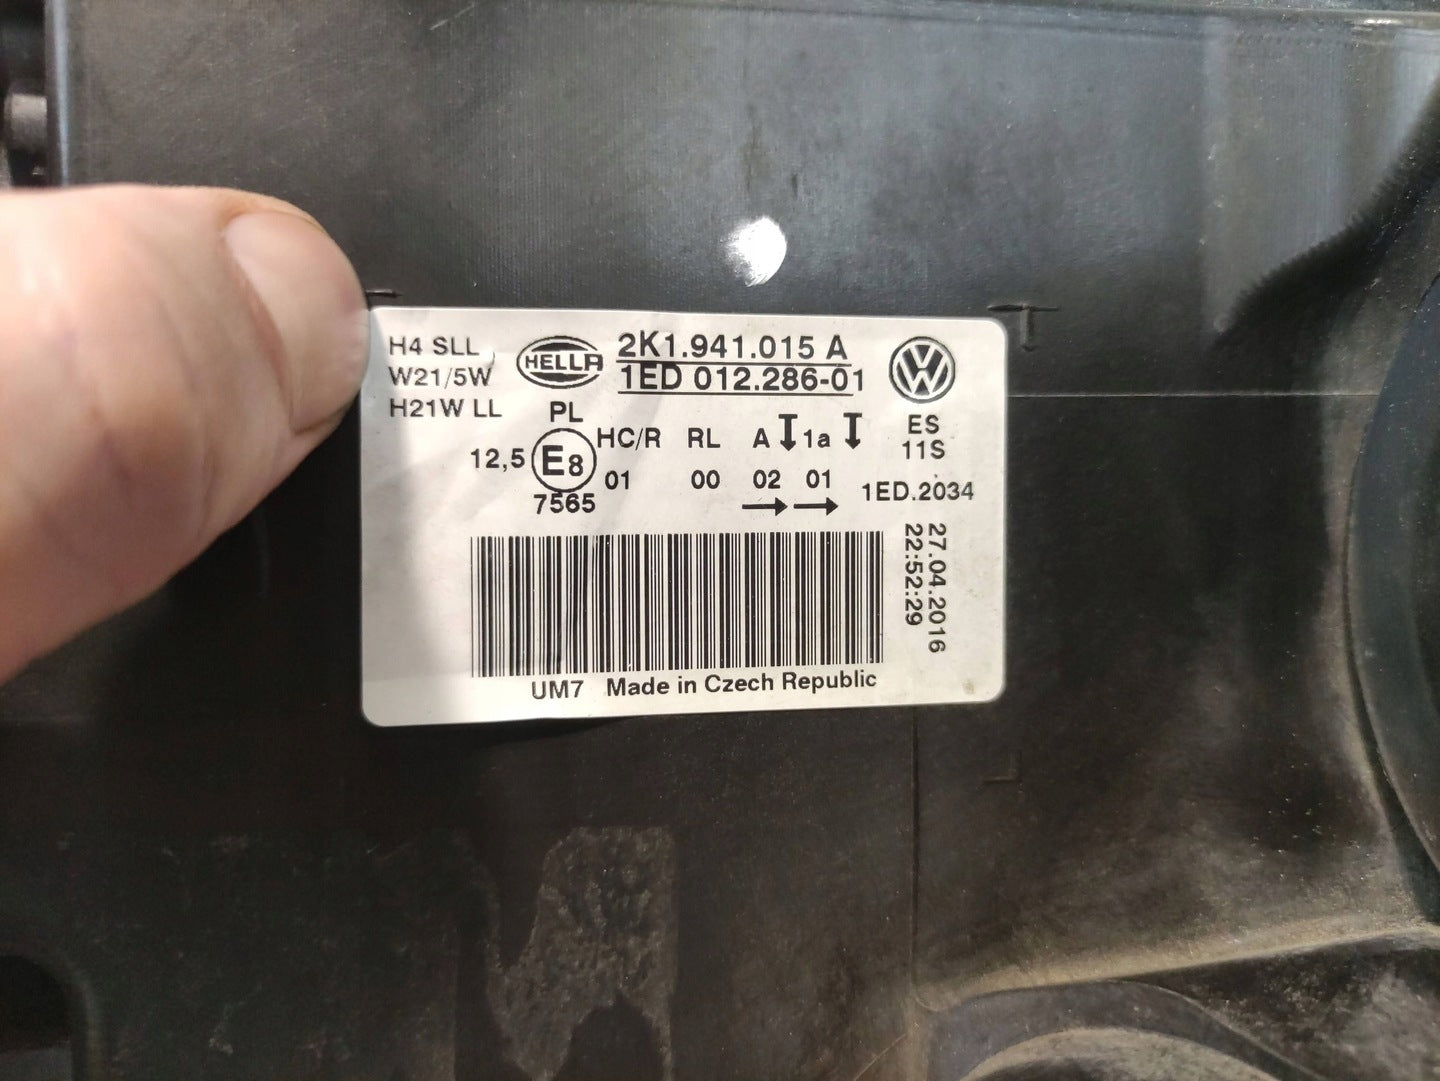 H4 SLL
W21/5W
H21W LL
HELLA
2K1.941.015 A
1ED 012.286-01
PL
12,5 E8 HC/R RL A 1a
01 00 02 01
7565
ES
11S
1ED.2034
27.04.2016
22:52:29
UM7 Made in Czech Republic